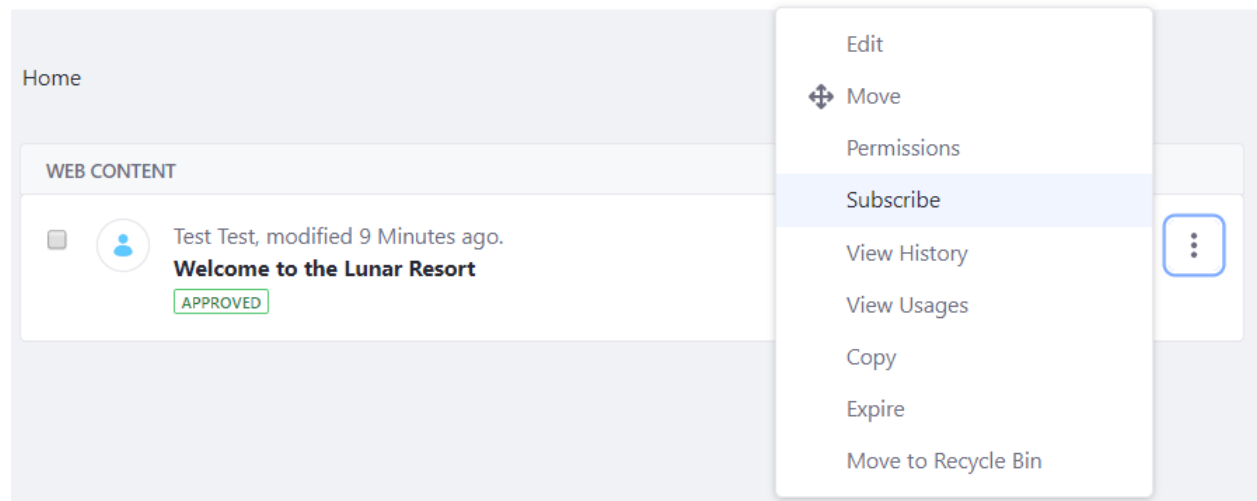 Home
WEB CONTENT
Test Test, modified 9 Minutes ago.
Welcome to the Lunar Resort
APPROVED
Edit
Move
Permissions
Subscribe
View History
View Usages
Copy
Expire
Move to Recycle Bin